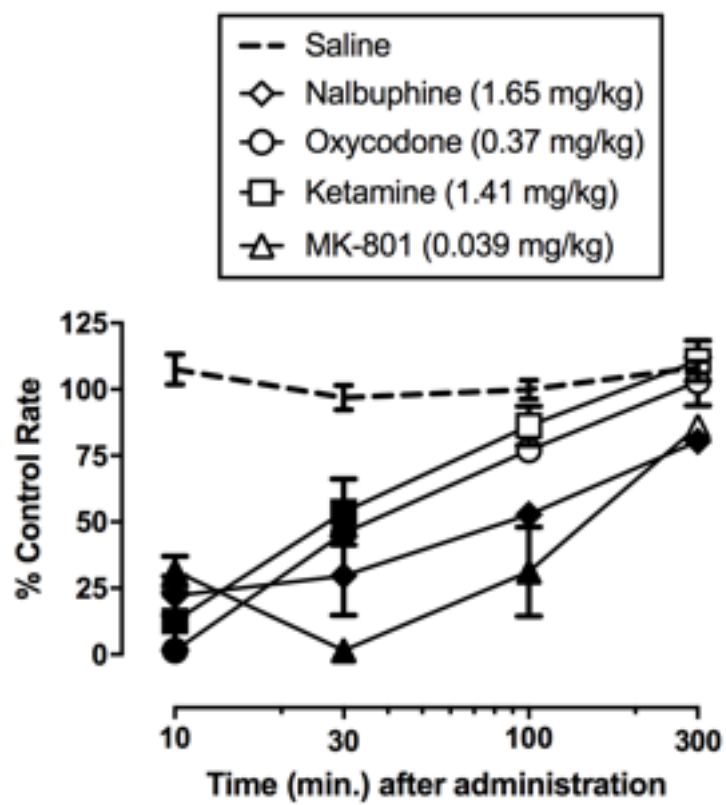 Saline
Nalbuphine (1.65 mg/kg)
Oxycodone (0.37 mg/kg)
Ketamine (1.41 mg/kg)
MK-801 (0.039 mg/kg)
125
100
75
50
25
0
% Control Rate
10 30 100 300
Time (min.) after administration